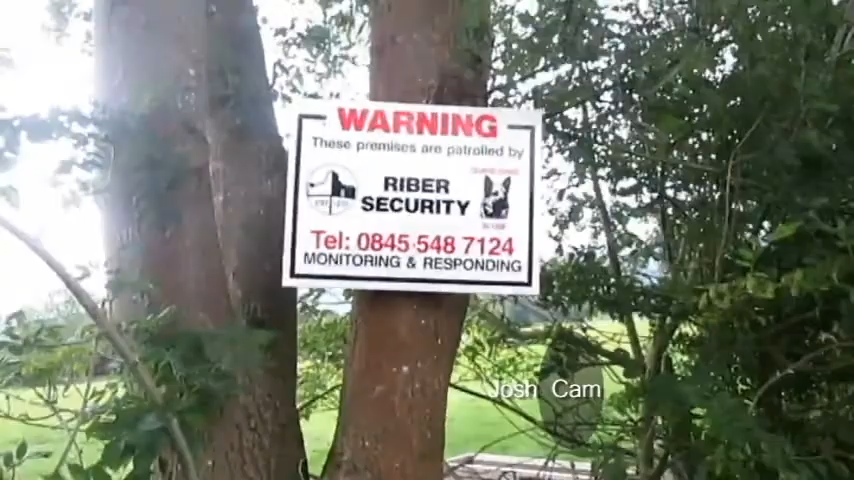 WARNING
These premises are patrolled by
RIBER
SECURITY
Tel: 0845 548 7124
MONITORING & RESPONDING
Josh Cam